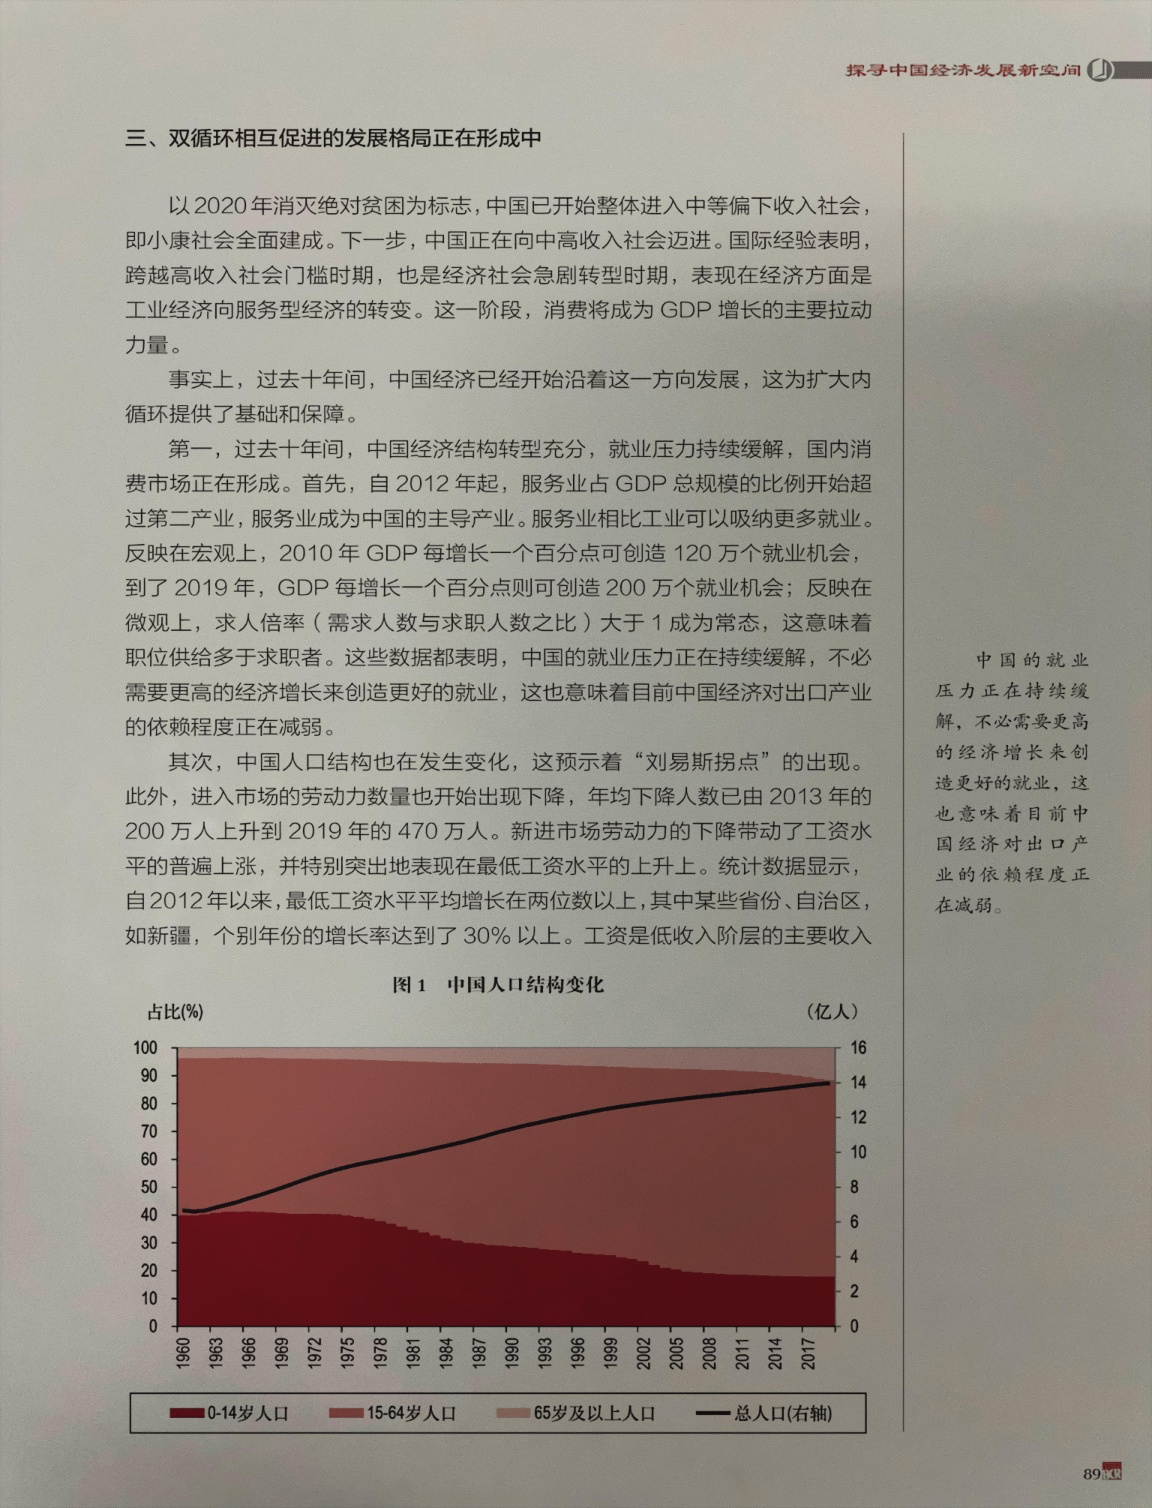 探寻中国经济发展新空间
三、双循环相互促进的发展格局正在形成中
以2020年消灭绝对贫困为标志,中国已开始整体进入中等偏下收入社会,
即小康社会全面建成。下一步,中国正在向中高收入社会迈进。国际经验表明,
跨越高收入社会门槛时期，也是经济社会急剧转型时期，表现在经济方面是
工业经济向服务型经济的转变。这一阶段，消费将成为 GDP 增长的主要拉动
力量。
事实上，过去十年间，中国经济已经开始沿着这一方向发展，这为扩大内
循环提供了基础和保障。
第一，过去十年间，中国经济结构转型充分，就业压力持续缓解，国内消
费市场正在形成。首先，自 2012 年起，服务业占 GDP 总规模的比例开始超
过第二产业,服务业成为中国的主导产业。服务业相比工业可以吸纳更多就业。
反映在宏观上，2010 年 GDP 每增长一个百分点可创造 120 万个就业机会，
到了 2019 年，GDP 每增长一个百分点则可创造 200 万个就业机会；反映在
微观上，求人倍率（需求人数与求职人数之比）大于 1 成为常态，这意味着
职位供给多于求职者。这些数据都表明，中国的就业压力正在持续缓解，不必
需要更高的经济增长来创造更好的就业，这也意味着目前中国经济对出口产业
的依赖程度正在减弱。
其次，中国人口结构也在发生变化，这预示着“刘易斯拐点”的出现。
此外，进入市场的劳动力数量也开始出现下降，年均下降人数已由 2013 年的
200 万人上升到 2019 年的 470 万人。新进市场劳动力的下降带动了工资水
平的普遍上涨，并特别突出地表现在最低工资水平的上升上。统计数据显示，
自2012年以来,最低工资水平平均增长在两位数以上,其中某些省份、自治区,
如新疆，个别年份的增长率达到了 30% 以上。工资是低收入阶层的主要收入
中国的就业
压力正在持续缓
解，不必需要更高
的经济增长来创
造更好的就业，这
也意味着目前中
国经济对出口产
业的依赖程度正
在减弱。
图 1 中国人口结构变化
占比(%)
（亿人）
100
90
80
70
60
50
40
30
20
10
0
16
14
12
10
8
6
4
2
0
1960 1963 1966 1969 1972 1975 1978 1981 1984 1987 1990 1993 1996 1999 2002 2005 2008 2011 2014 2017
0-14岁人口 15-64岁人口 65岁及以上人口 总人口(右轴)
89